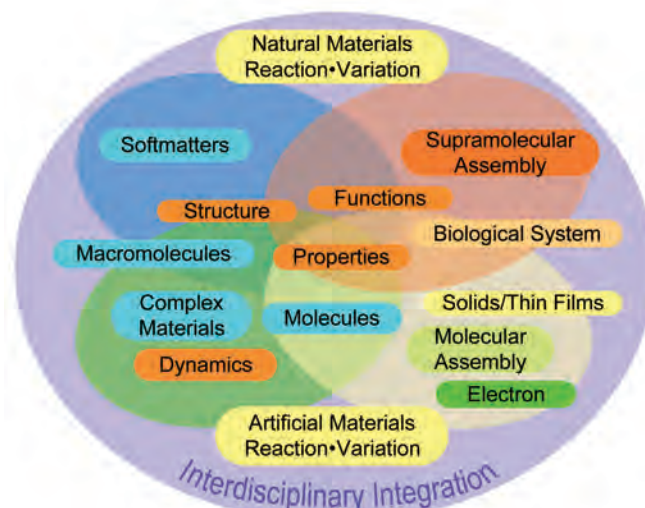 Natural Materials
Reaction•Variation
Softmatters
Supramolecular
Assembly
Functions
Structure
Biological System
Macromolecules
Properties
Complex
Materials
Molecules
Solids/Thin Films
Molecular
Assembly
Dynamics
Electron
Artificial Materials
Reaction•Variation
Interdisciplinary Integration